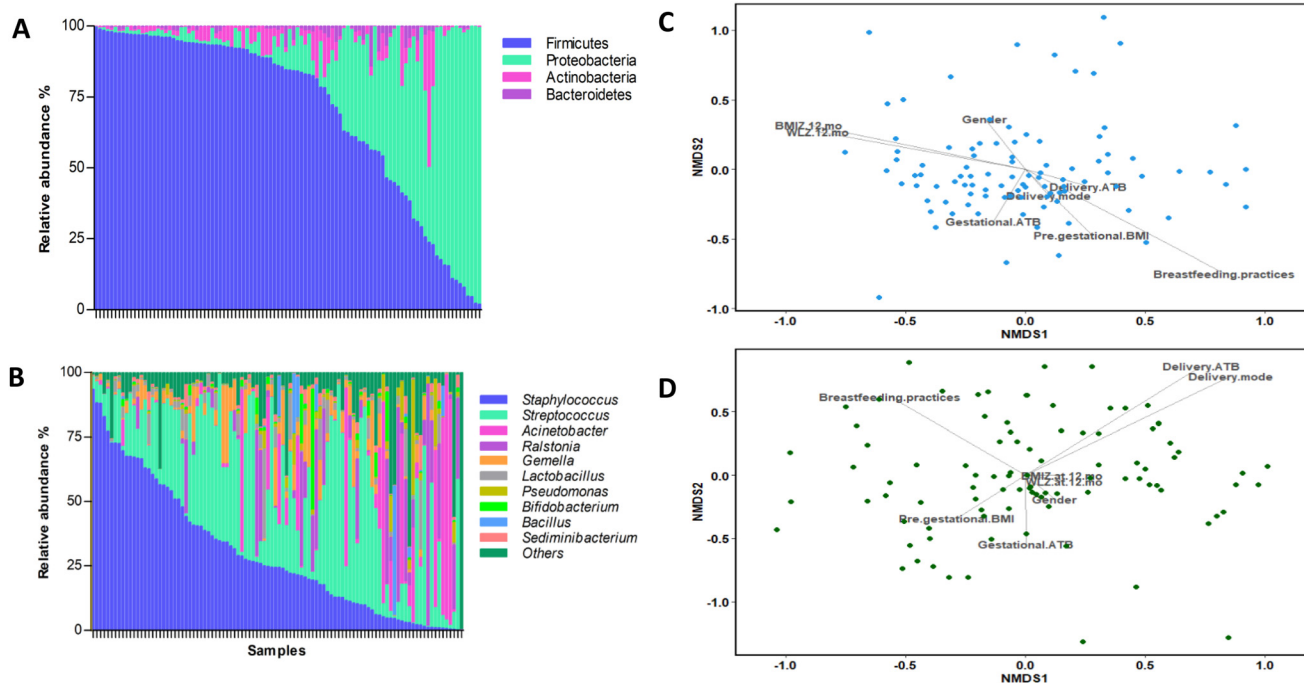 A
Relative abundance %
100
75
50
25
0
Firmicutes
Proteobacteria
Actinobacteria
Bacteroidetes
B
Relative abundance %
100
75
50
25
0
Samples
Staphylococcus
Streptococcus
Acinetobacter
Ralstonia
Gemella
Lactobacillus
Pseudomonas
Bifidobacterium
Bacillus
Sediminibacterium
Others
C
NMDS2
1.0
0.5
0.0
-0.5
-1.0
BMIZ.12.mo
WLZ.12.mo
Gender
Delivery.ATB
Delivery.mode
Gestational.ATB
Pre.gestational.BMI
Breastfeeding.practices
-1.0
-0.5
0.0
0.5
1.0
NMDS1
D
NMDS2
0.5
0.0
-0.5
-1.0
Delivery.ATB
Delivery.mode
Breastfeeding.practices
BMIZ.at.12.mo
WLZ.at.12.mo
Gender
Pre.gestational.BMI
Gestational.ATB
-1.0
-0.5
0.0
0.5
1.0
NMDS1